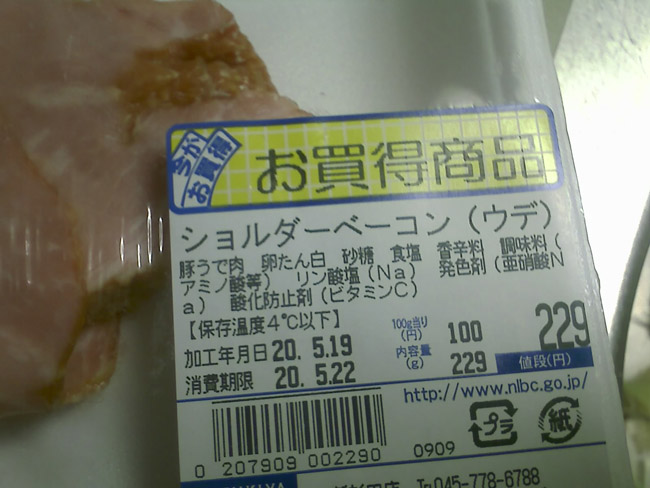 今が
お買得
お買得商品
ショルダーベーコン（ウデ）
豚うで肉 卵たん白 砂糖 食塩 香辛料 調味料（
アミノ酸等） リン酸塩（Na） 発色剤（亜硝酸N
a） 酸化防止剤（ビタミンC）
【保存温度4℃以下】
加工年月日 20. 5.19
消費期限 20. 5.22
100g当り
(円) 100
内容量
(g) 229
229
値段(円)
http://www.nlbc.go.jp/
プラ
紙
0 207909 002290 0909
℡045-778-6788